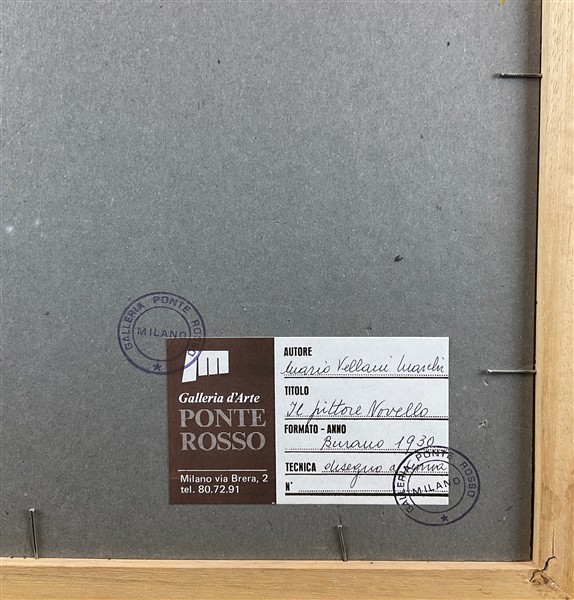 GALLERIA PONTE ROSSO
MILANO
Galleria d'Arte
PONTE
ROSSO
Milano via Brera, 2
tel. 80.72.91
AUTORE
Mario Vellani Marchi
TITOLO
Il pittore Novello
FORMATO - ANNO
Burano 1930
TECNICA disegno a china
N°
GALLERIA PONTE ROSSO
MILANO